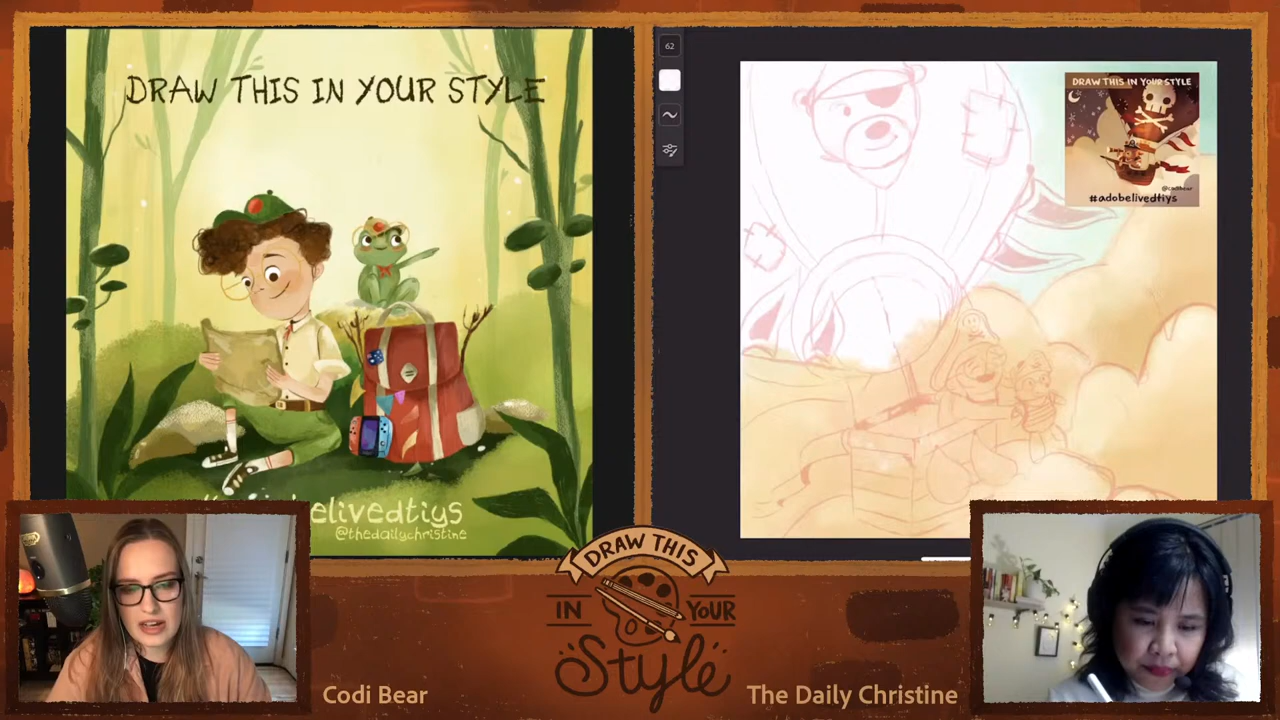 DRAW THIS IN YOUR STYLE
elivedtiys
@thedailychristine
62
DRAW THIS IN YOUR STYLE
@codibear
#adobelivedtiys
DRAW THIS
IN YOUR
Style
Codi Bear
The Daily Christine